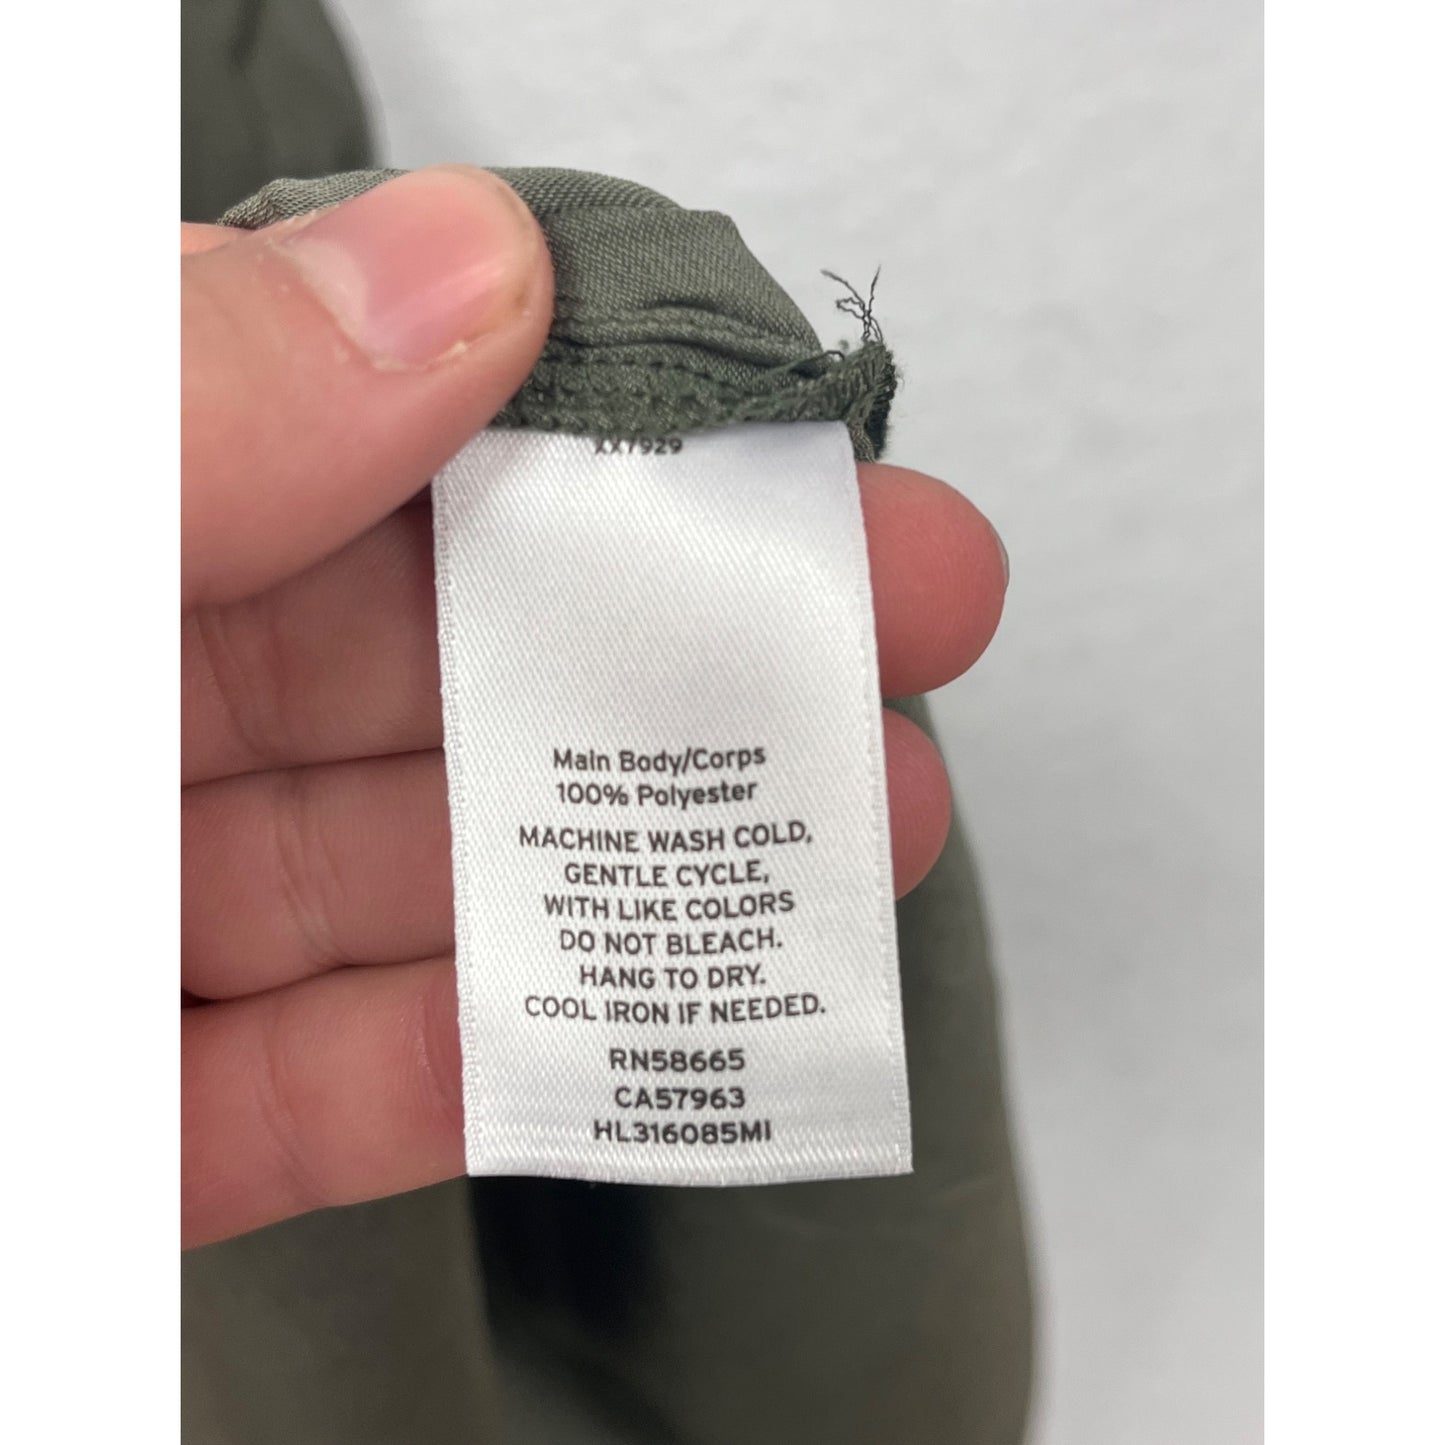 XX7929
Main Body/Corps
100% Polyester
MACHINE WASH COLD,
GENTLE CYCLE,
WITH LIKE COLORS
DO NOT BLEACH.
HANG TO DRY.
COOL IRON IF NEEDED.
RN58665
CA57963
HL316085MI